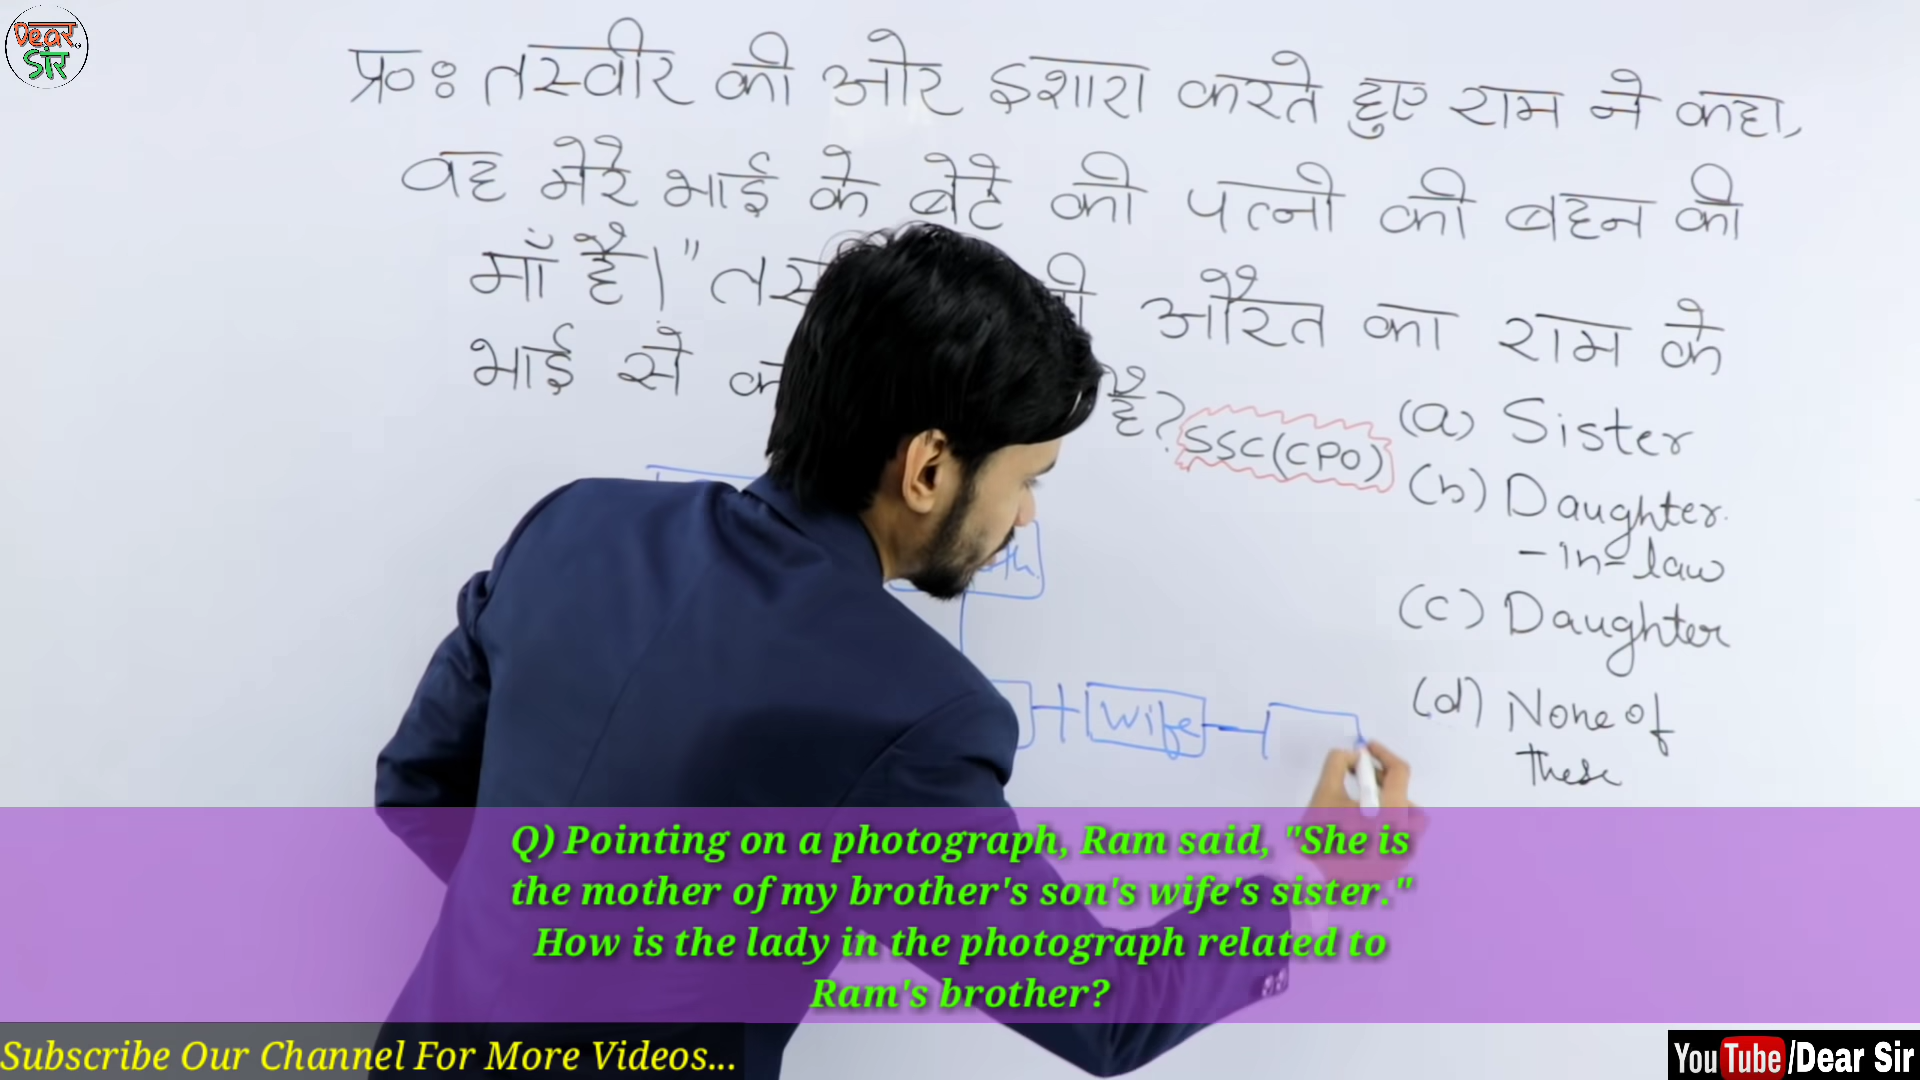 Dear
Sir
प्र०ः तस्वीर की ओर इशारा करते हुए राम ने कहा,
वह मेरे भाई के बेटे की पत्नी की बहन की
माँ है।" औरत का राम के
भाई से है?
SSC(CPO)
(a) Sister
(b) Daughter
-in-law
(c) Daughter
(d) None of
these
Wife
Q) Pointing on a photograph, Ram said, "She is
the mother of my brother's son's wife's sister."
How is the lady in the photograph related to
Ram's brother?
Subscribe Our Channel For More Videos...
YouTube/Dear Sir